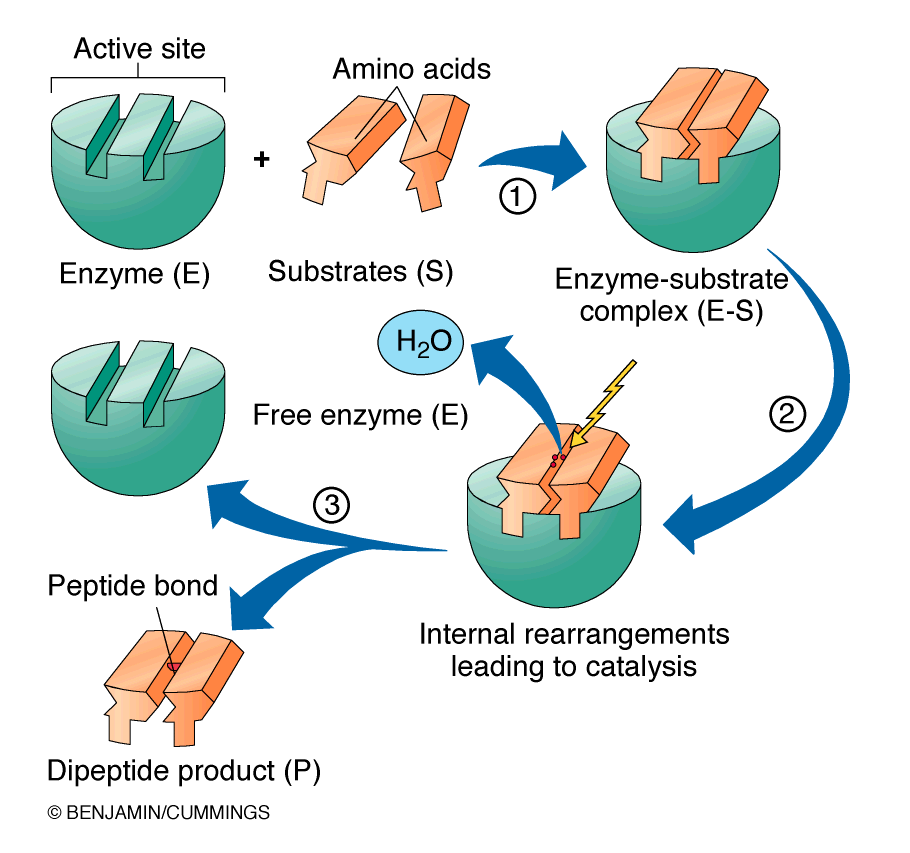 Active site
Amino acids
+
1
Enzyme (E)
Substrates (S)
Enzyme-substrate
complex (E-S)
H₂O
Free enzyme (E)
2
3
Peptide bond
Internal rearrangements
leading to catalysis
Dipeptide product (P)
© BENJAMIN/CUMMINGS